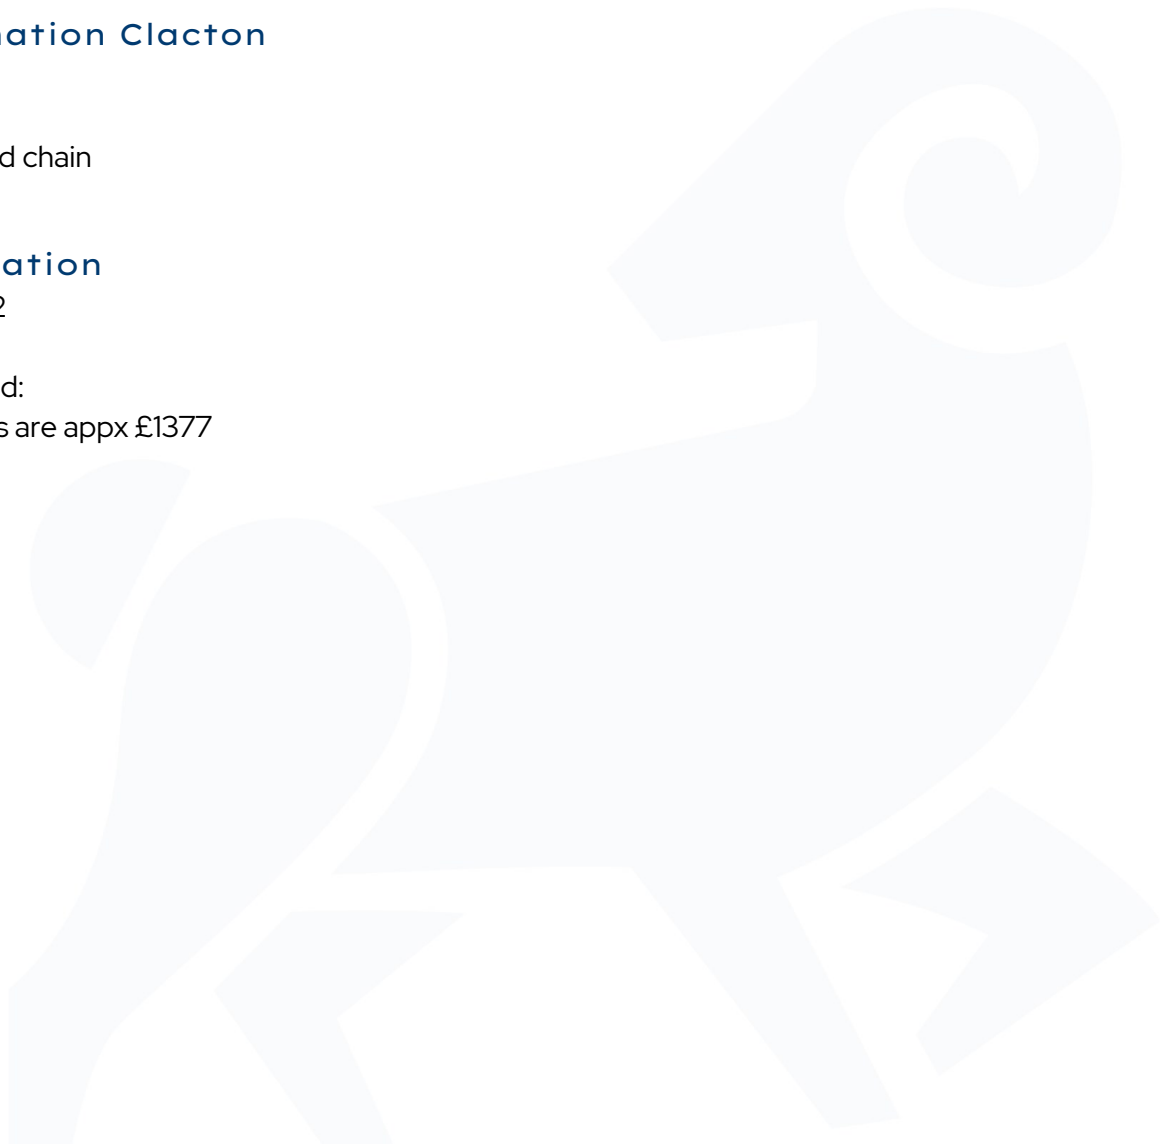 ation Clacton
d chain
ation
2
d:
s are appx £1377